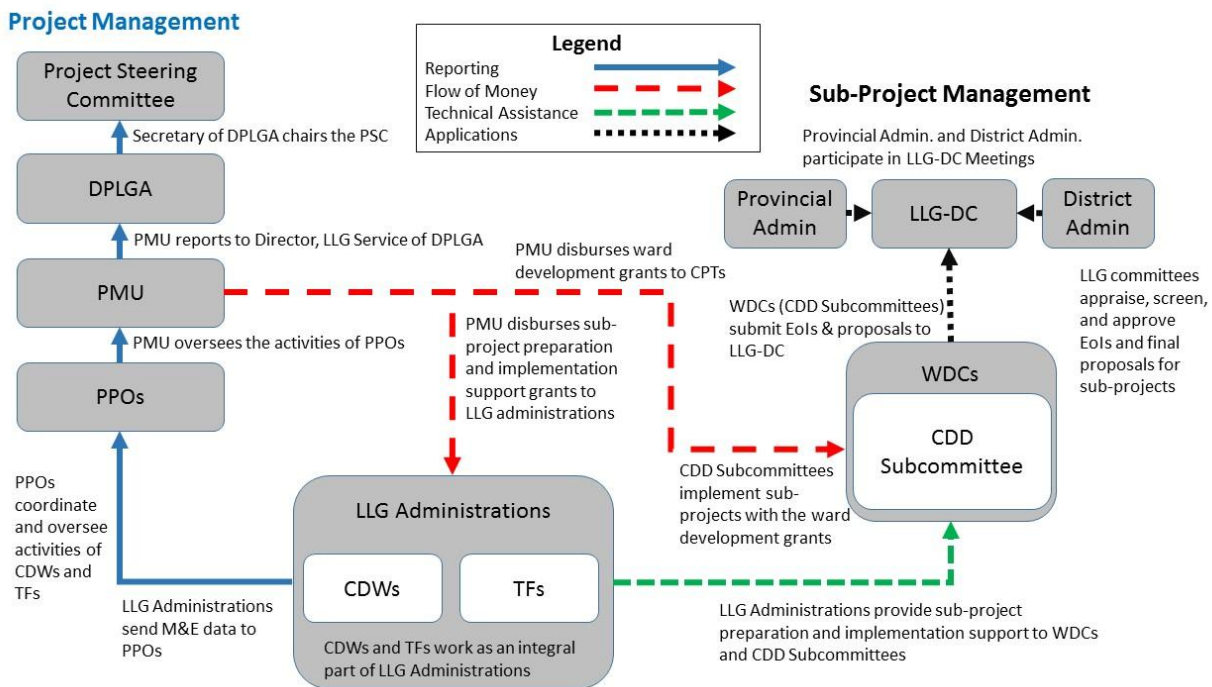 Project Management
Project Steering
Committee
Secretary of DPLGA chairs the PSC
DPLGA
PMU reports to Director, LLG Service of DPLGA
PMU
PMU oversees the activities of PPOs
PPOs
PPOs
coordinate
and oversee
activities of
CDWs and
TFs
LLG Administrations
send M&E data to
PPOs
Legend
Reporting
Flow of Money
Technical Assistance
Applications
PMU disburses ward
development grants to CPTs
PMU disburses sub-
project preparation
and implementation
support grants to
LLG administrations
LLG Administrations
CDWs
TFs
CDWs and TFs work as an integral
part of LLG Administrations
Sub-Project Management
Provincial Admin. and District Admin.
participate in LLG-DC Meetings
Provincial
Admin
LLG-DC
District
Admin
WDCs (CDD Subcommittees)
submit EoIs & proposals to
LLG-DC
LLG committees
appraise, screen,
and approve
EoIs and final
proposals for
sub-projects
WDCs
CDD
Subcommittee
CDD Subcommittees
implement sub-
projects with the ward
development grants
LLG Administrations provide sub-project
preparation and implementation support to WDCs
and CDD Subcommittees